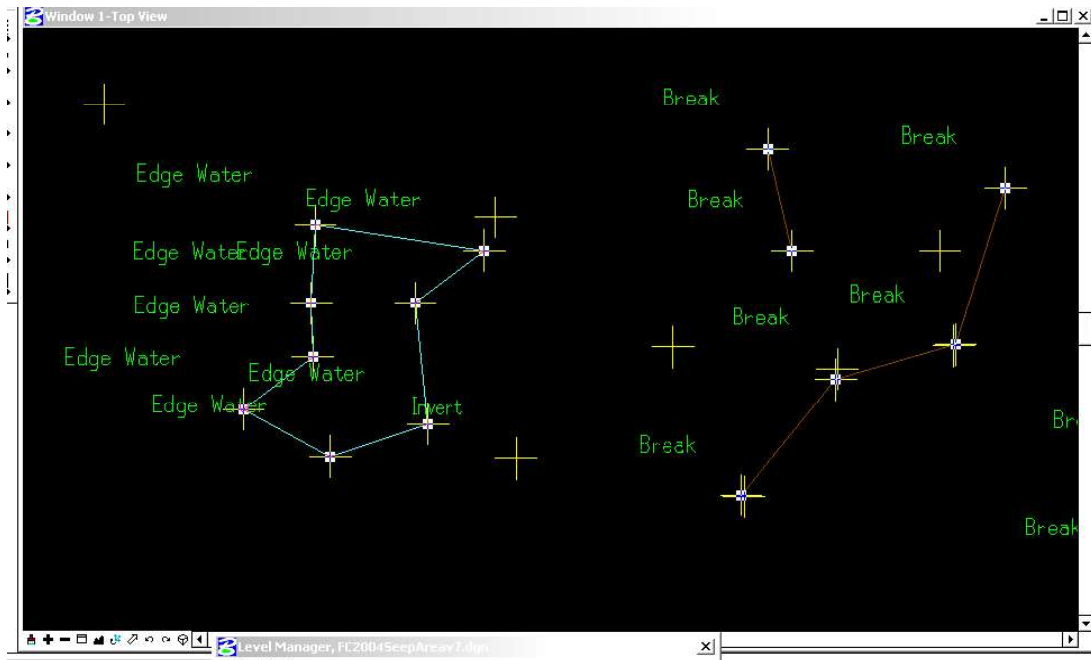 Window 1-Top View
Break
Break
Edge Water
Edge Water
Break
Edge Water
Edge Water
Break
Edge Water
Break
Edge Water
Edge Water
Edge Water
Invert
Bre
Break
Break
Level Manager, FC2004SeepAreav7.dgn